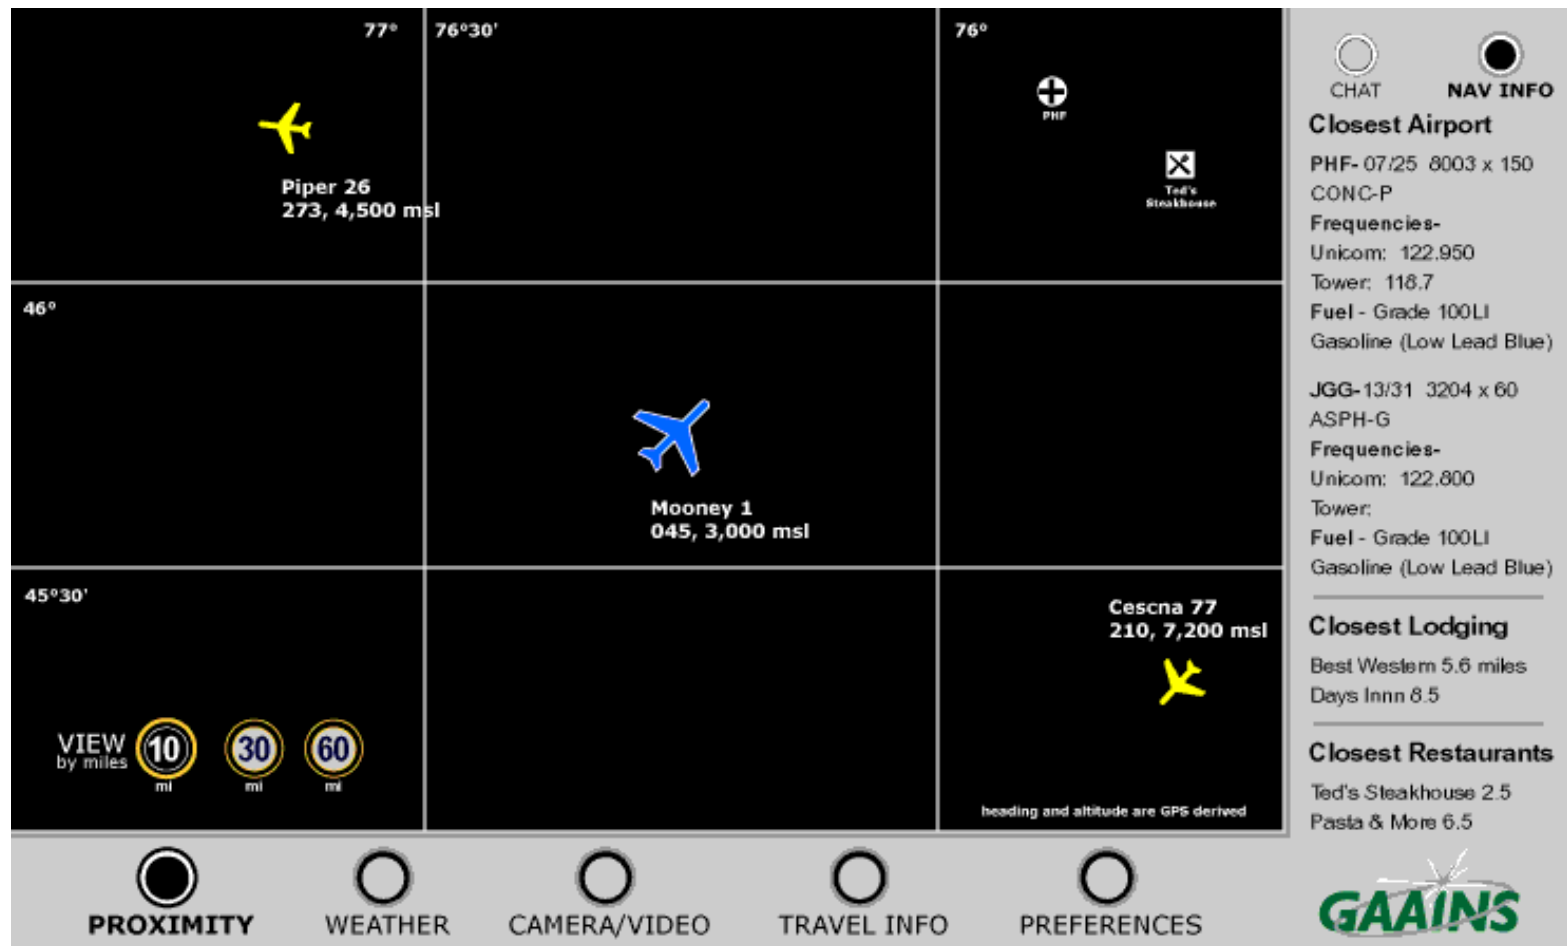 77°
76°30'
76°
PHF
Ted's
Steakhouse
Piper 26
273, 4,500 msl
46°
Mooney 1
045, 3,000 msl
45°30'
Cescna 77
210, 7,200 msl
VIEW
by miles
10
30
60
mi
mi
mi
heading and altitude are GPS derived
CHAT
NAV INFO
Closest Airport
PHF- 07/25 8003 x 150
CONC-P
Frequencies-
Unicom: 122.950
Tower: 118.7
Fuel - Grade 100Ll
Gasoline (Low Lead Blue)
JGG-13/31 3204 x 60
ASPH-G
Frequencies-
Unicom: 122.800
Tower:
Fuel - Grade 100Ll
Gasoline (Low Lead Blue)
Closest Lodging
Best Western 5.6 miles
Days Innn 8.5
Closest Restaurants
Ted's Steakhouse 2.5
Pasta & More 6.5
PROXIMITY
WEATHER
CAMERA/VIDEO
TRAVEL INFO
PREFERENCES
GAAINS